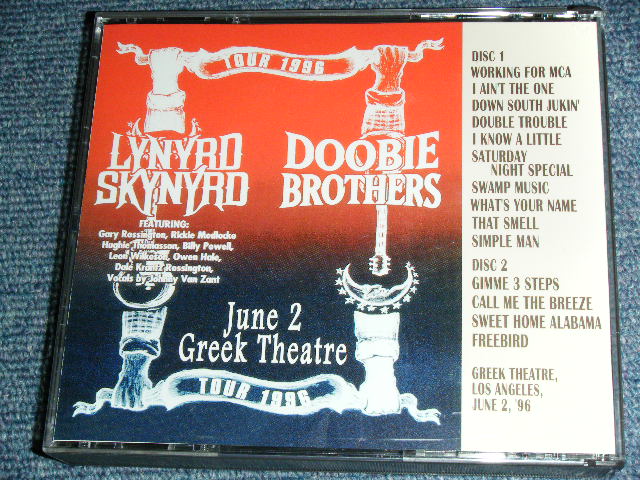 TOUR 1996
LYNYRD
SKYNYRD
DOOBIE
BROTHERS
FEATURING:
Gary Rossington, Rickie Medlocke
Hughie Thomasson, Billy Powell,
Leon Wilkeson, Owen Hale,
Dale Krantz Rossington,
Vocals by Johnny Van Zant
June 2
Greek Theatre
TOUR 1996
DISC 1
WORKING FOR MCA
I AIN'T THE ONE
DOWN SOUTH JUKIN'
DOUBLE TROUBLE
I KNOW A LITTLE
SATURDAY
NIGHT SPECIAL
SWAMP MUSIC
WHAT'S YOUR NAME
THAT SMELL
SIMPLE MAN
DISC 2
GIMME 3 STEPS
CALL ME THE BREEZE
SWEET HOME ALABAMA
FREEBIRD
GREEK THEATRE,
LOS ANGELES,
JUNE 2, '96